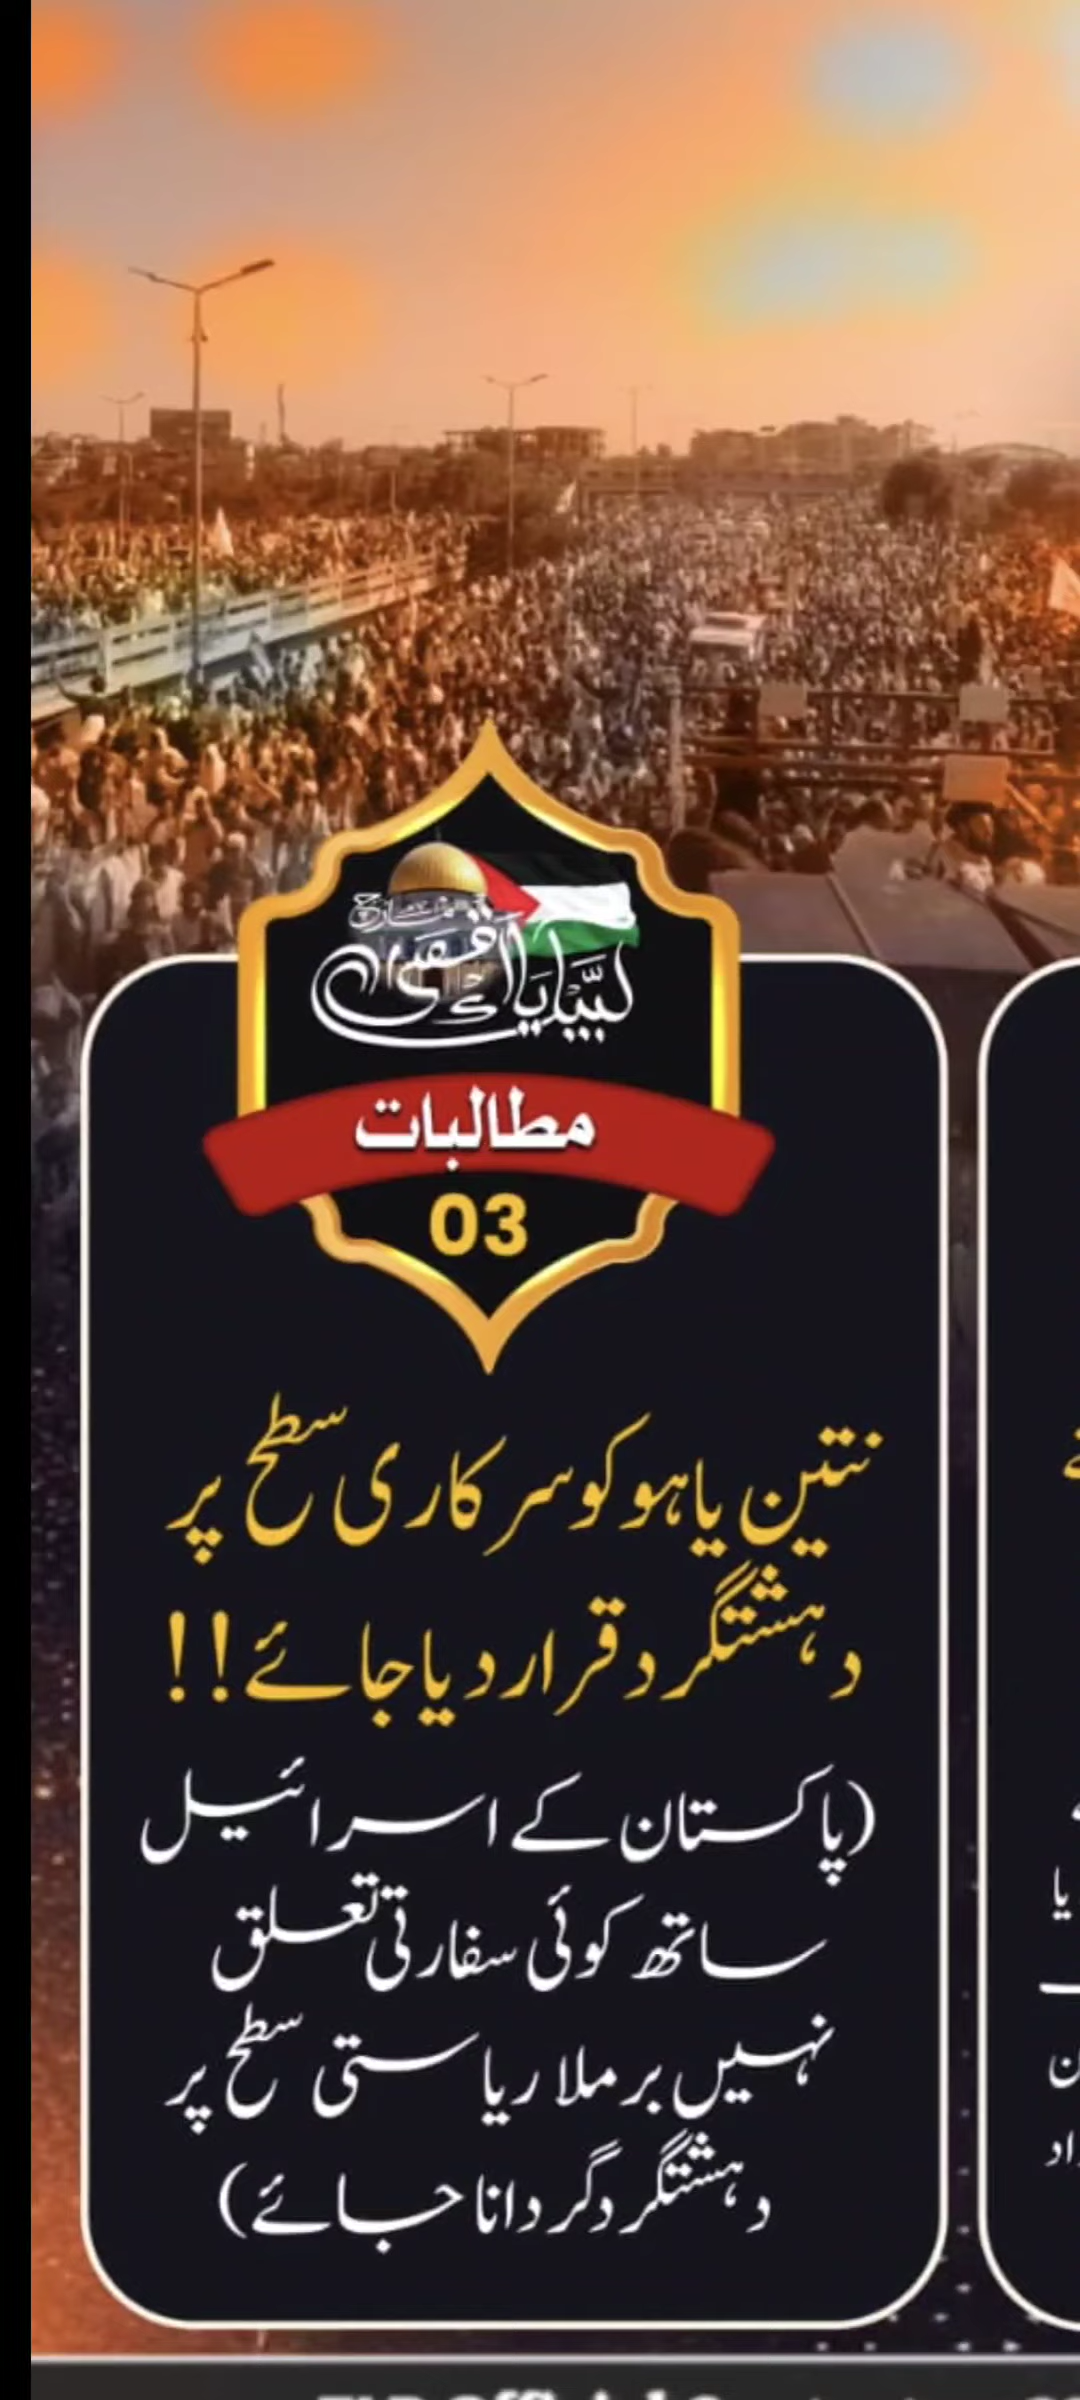 لبیک یا اقصیٰ
مطالبات
03
نتین یاہو کو سرکاری سطح پر
دہشتگرد قرار دیا جائے!!
(پاکستان کے اسرائیل
ساتھ کوئی سفارتی تعلق
نہیں برملا ریاستی سطح پر
دہشتگرد گردانا جائے)